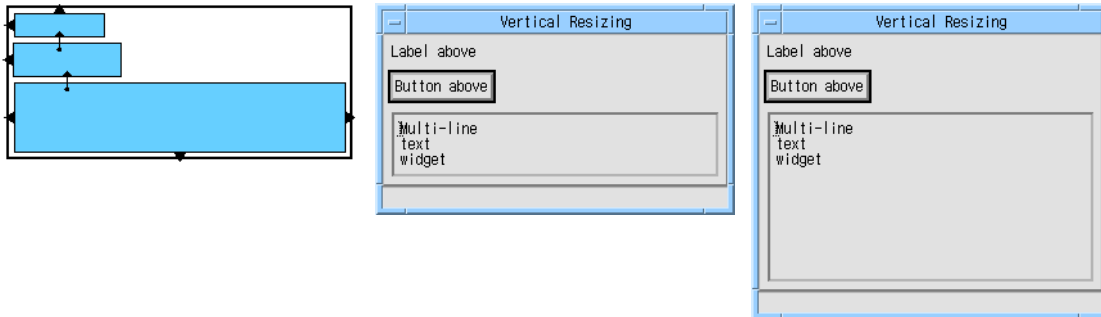 Vertical Resizing
Label above
Button above
Multi-line
text
widget
Vertical Resizing
Label above
Button above
Multi-line
text
widget